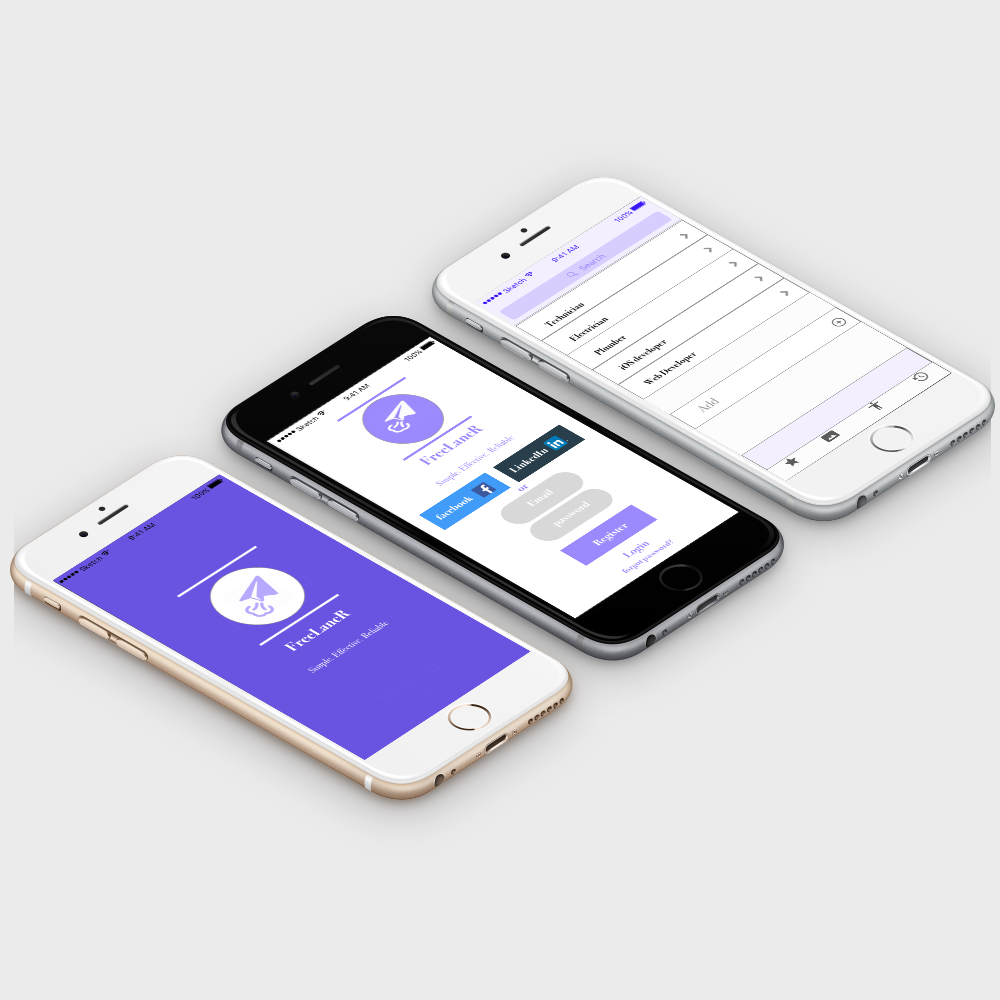 Sketch 9:41 AM 100%
FreeLanceR
Simple. Effective. Reliable
Sketch 9:41 AM 100%
FreeLanceR
Simple. Effective. Reliable
facebook
LinkedIn
or
Email
password
Register
Login
forgot password?
Sketch 9:41 AM 100%
Search
Technician
Electrician
Plumber
iOS developer
Web Developer
Add